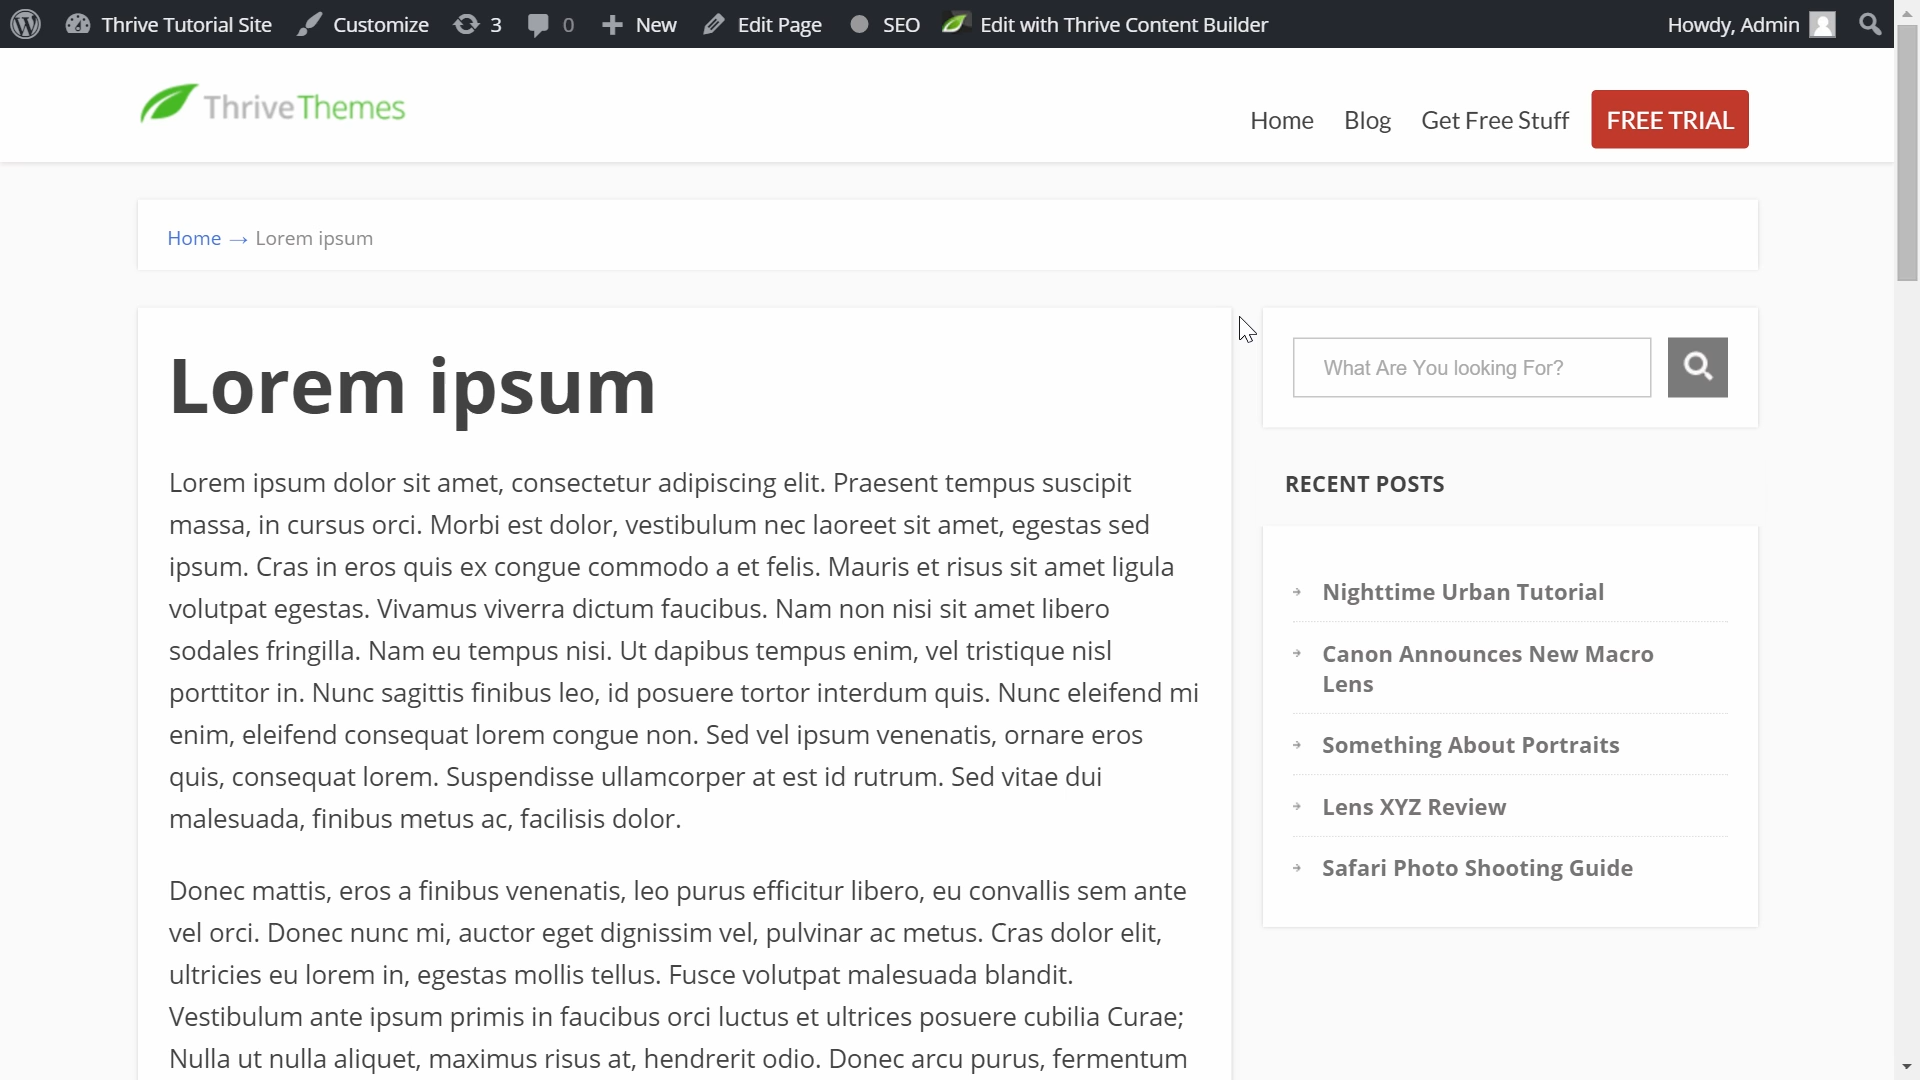 Thrive Tutorial Site Customize 3 0 New Edit Page SEO Edit with Thrive Content Builder Howdy, Admin
ThriveThemes
Home Blog Get Free Stuff FREE TRIAL
Home → Lorem ipsum
Lorem ipsum
Lorem ipsum dolor sit amet, consectetur adipiscing elit. Praesent tempus suscipit
massa, in cursus orci. Morbi est dolor, vestibulum nec laoreet sit amet, egestas sed
ipsum. Cras in eros quis ex congue commodo a et felis. Mauris et risus sit amet ligula
volutpat egestas. Vivamus viverra dictum faucibus. Nam non nisi sit amet libero
sodales fringilla. Nam eu tempus nisi. Ut dapibus tempus enim, vel tristique nisl
porttitor in. Nunc sagittis finibus leo, id posuere tortor interdum quis. Nunc eleifend mi
enim, eleifend consequat lorem congue non. Sed vel ipsum venenatis, ornare eros
quis, consequat lorem. Suspendisse ullamcorper at est id rutrum. Sed vitae dui
malesuada, finibus metus ac, facilisis dolor.
Donec mattis, eros a finibus venenatis, leo purus efficitur libero, eu convallis sem ante
vel orci. Donec nunc mi, auctor eget dignissim vel, pulvinar ac metus. Cras dolor elit,
ultricies eu lorem in, egestas mollis tellus. Fusce volutpat malesuada blandit.
Vestibulum ante ipsum primis in faucibus orci luctus et ultrices posuere cubilia Curae;
Nulla ut nulla aliquet, maximus risus at, hendrerit odio. Donec arcu purus, fermentum
What Are You looking For?
RECENT POSTS
Nighttime Urban Tutorial
Canon Announces New Macro
Lens
Something About Portraits
Lens XYZ Review
Safari Photo Shooting Guide